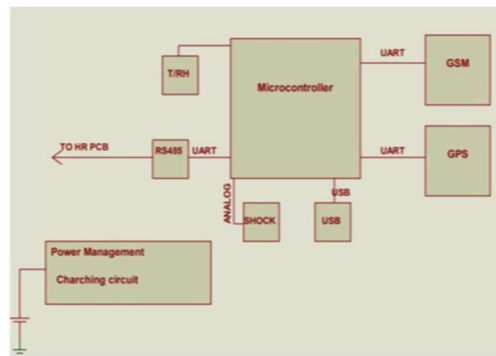 UART
GSM
T/RH
Microcontroller
TO HR PCB
RS485
UART
UART
GPS
ANALOG
USB
SHOCK
USB
Power Management
Charching circuit